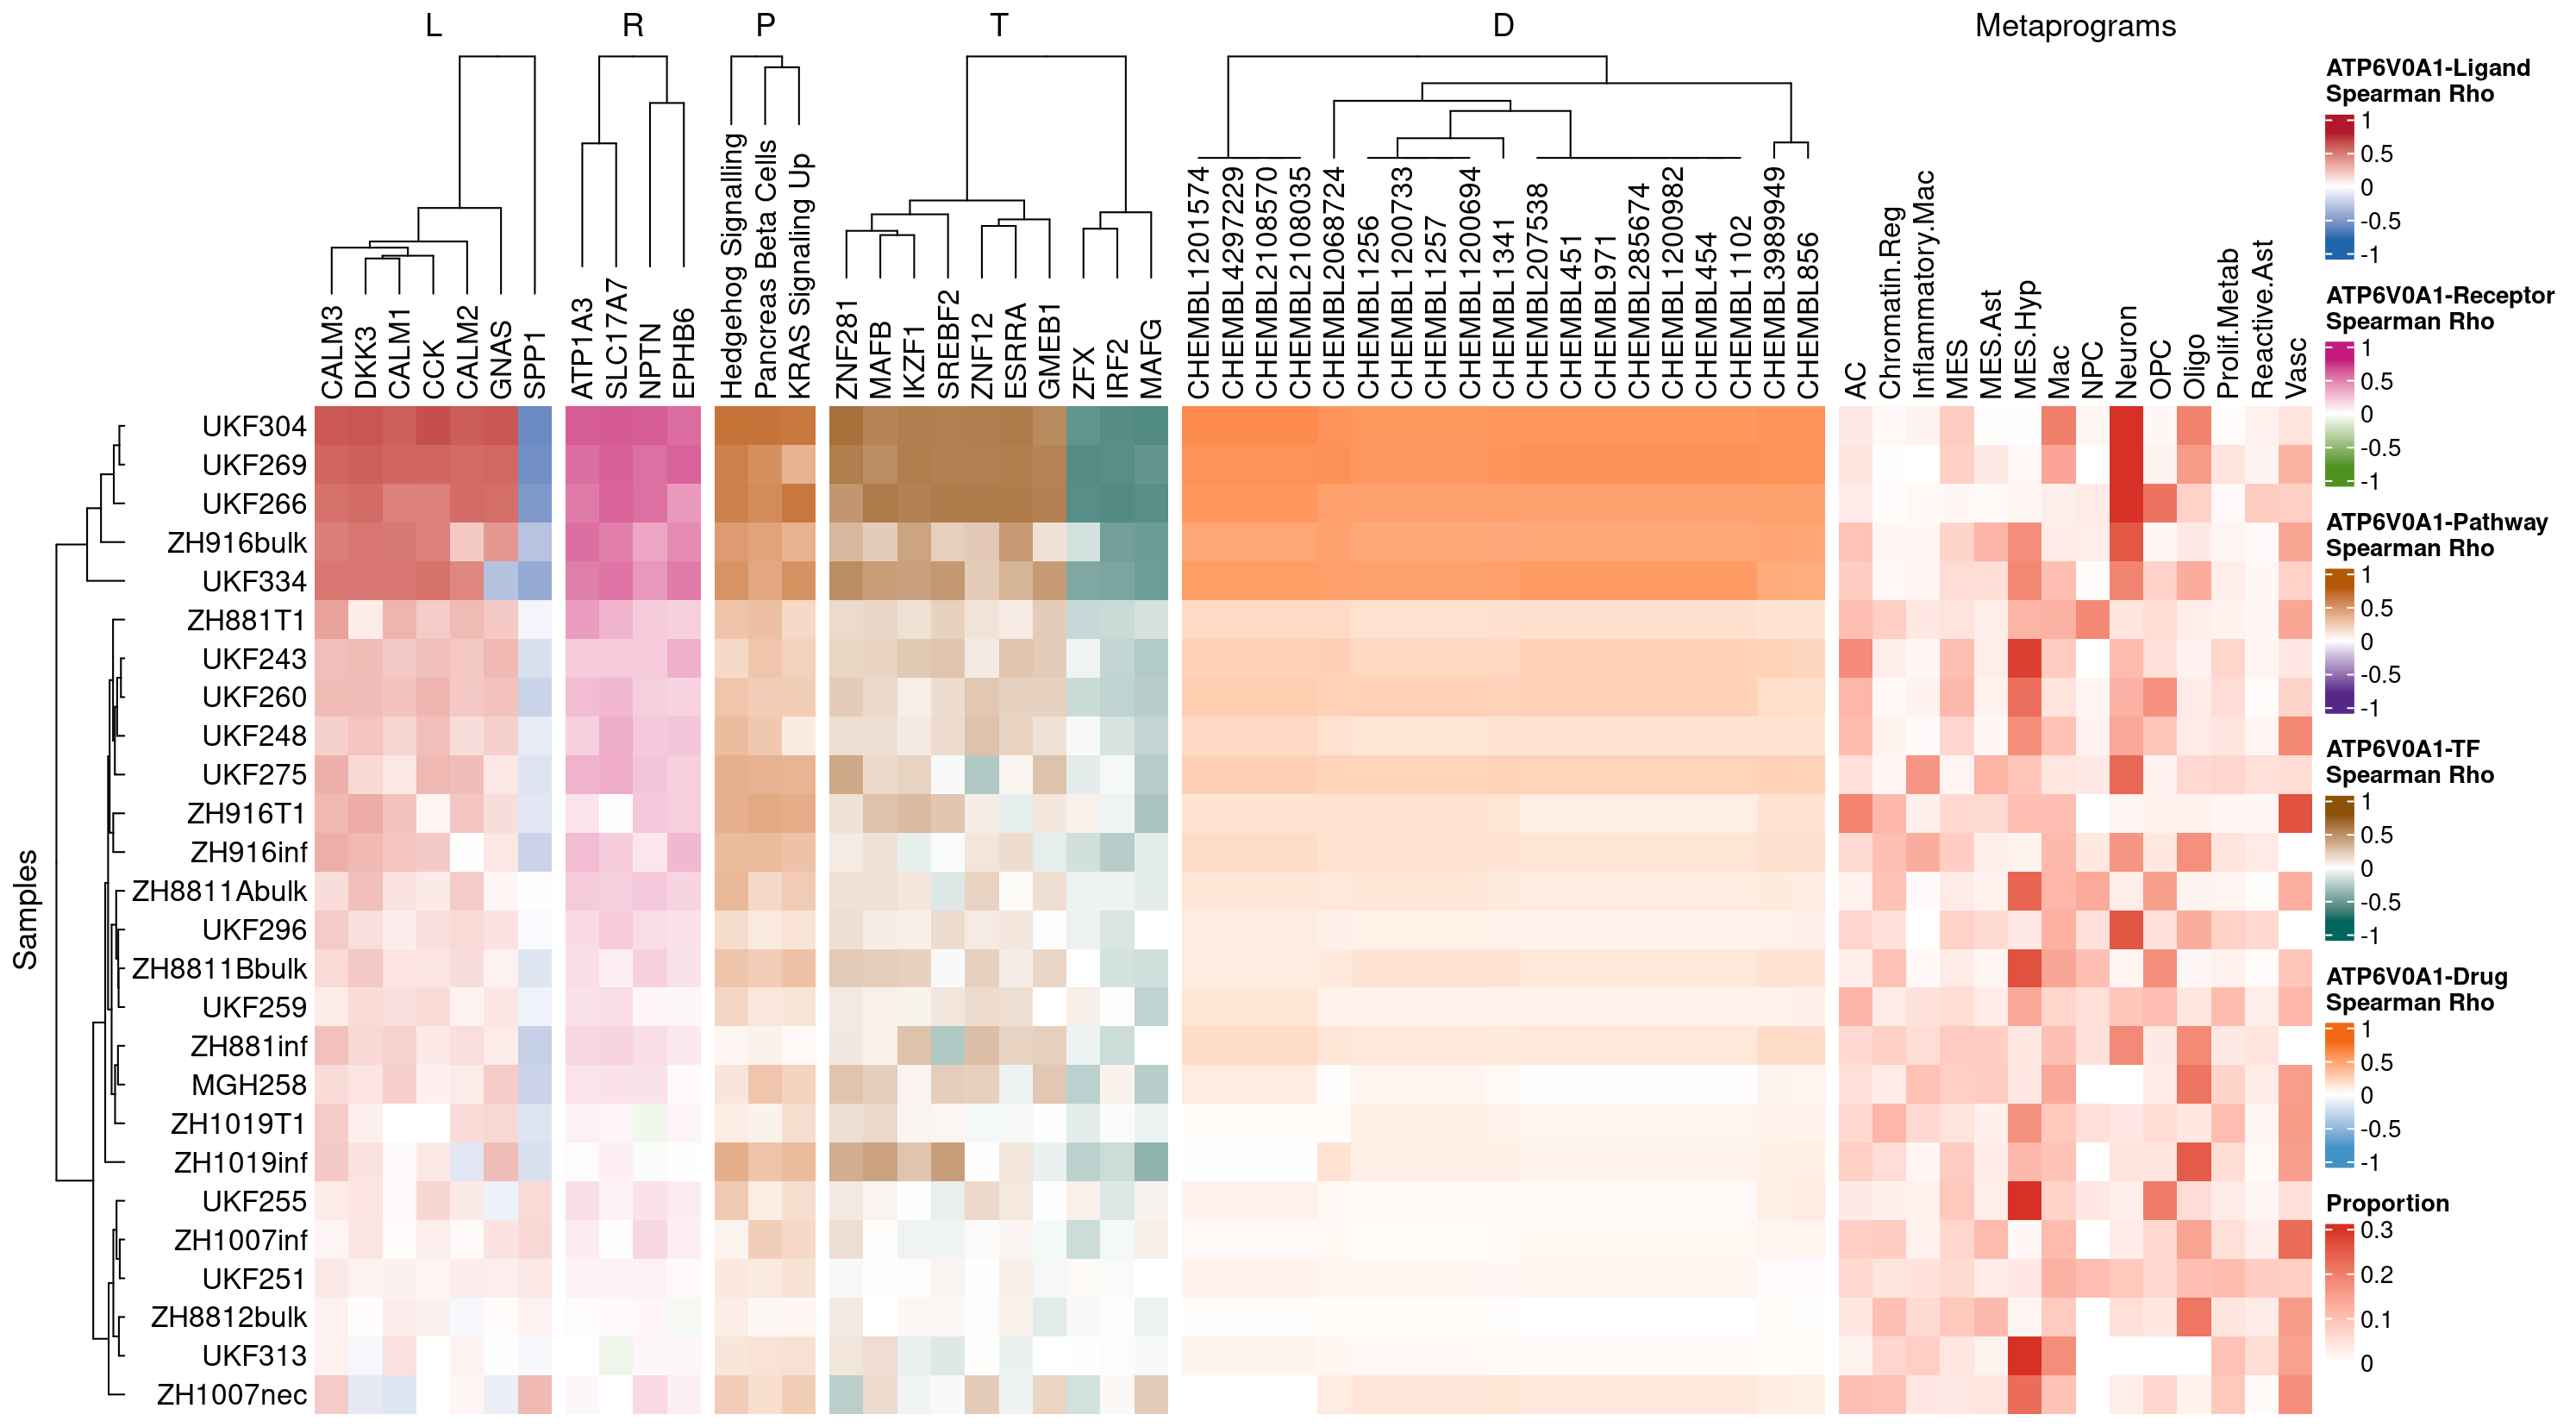 L R P T D Metaprograms
CALM3
DKK3
CALM1
CCK
CALM2
GNAS
SPP1
ATP1A3
SLC17A7
NPTN
EPHB6
Hedgehog Signalling
Pancreas Beta Cells
KRAS Signaling Up
ZNF281
MAFB
IKZF1
SREBF2
ZNF12
ESRRA
GMEB1
ZFX
IRF2
MAFG
CHEMBL1201574
CHEMBL4297229
CHEMBL2108570
CHEMBL2108035
CHEMBL2068724
CHEMBL1256
CHEMBL1200733
CHEMBL1257
CHEMBL1200694
CHEMBL1341
CHEMBL207538
CHEMBL451
CHEMBL971
CHEMBL285674
CHEMBL1200982
CHEMBL454
CHEMBL1102
CHEMBL3989949
CHEMBL856
AC
Chromatin.Reg
Inflammatory.Mac
MES
MES.Ast
MES.Hyp
Mac
NPC
Neuron
OPC
Oligo
Prolif.Metab
Reactive.Ast
Vasc
Samples
UKF304
UKF269
UKF266
ZH916bulk
UKF334
ZH881T1
UKF243
UKF260
UKF248
UKF275
ZH916T1
ZH916inf
ZH8811Abulk
UKF296
ZH8811Bbulk
UKF259
ZH881inf
MGH258
ZH1019T1
ZH1019inf
UKF255
ZH1007inf
UKF251
ZH8812bulk
UKF313
ZH1007nec
ATP6V0A1-Ligand
Spearman Rho
1
0.5
0
-0.5
-1
ATP6V0A1-Receptor
Spearman Rho
1
0.5
0
-0.5
-1
ATP6V0A1-Pathway
Spearman Rho
1
0.5
0
-0.5
-1
ATP6V0A1-TF
Spearman Rho
1
0.5
0
-0.5
-1
ATP6V0A1-Drug
Spearman Rho
1
0.5
0
-0.5
-1
Proportion
0.3
0.2
0.1
0